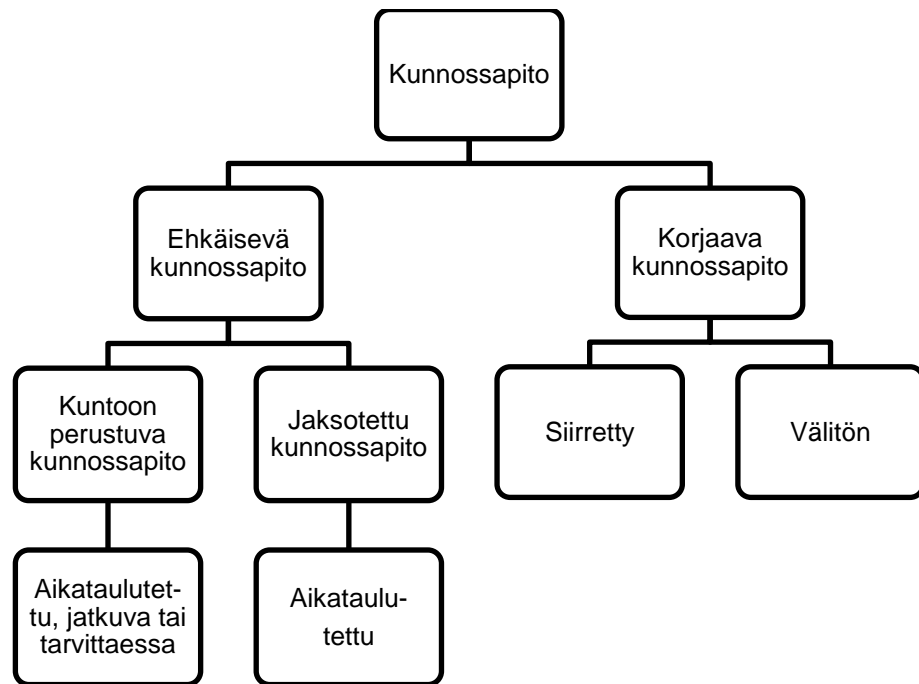 Kunnossapito
Ehkäisevä
kunnossapito
Korjaava
kunnossapito
Kuntoon
perustuva
kunnossapito
Jaksotettu
kunnossapito
Siirretty
Välitön
Aikataulutet-
tu, jatkuva tai
tarvittaessa
Aikataulu-
tettu